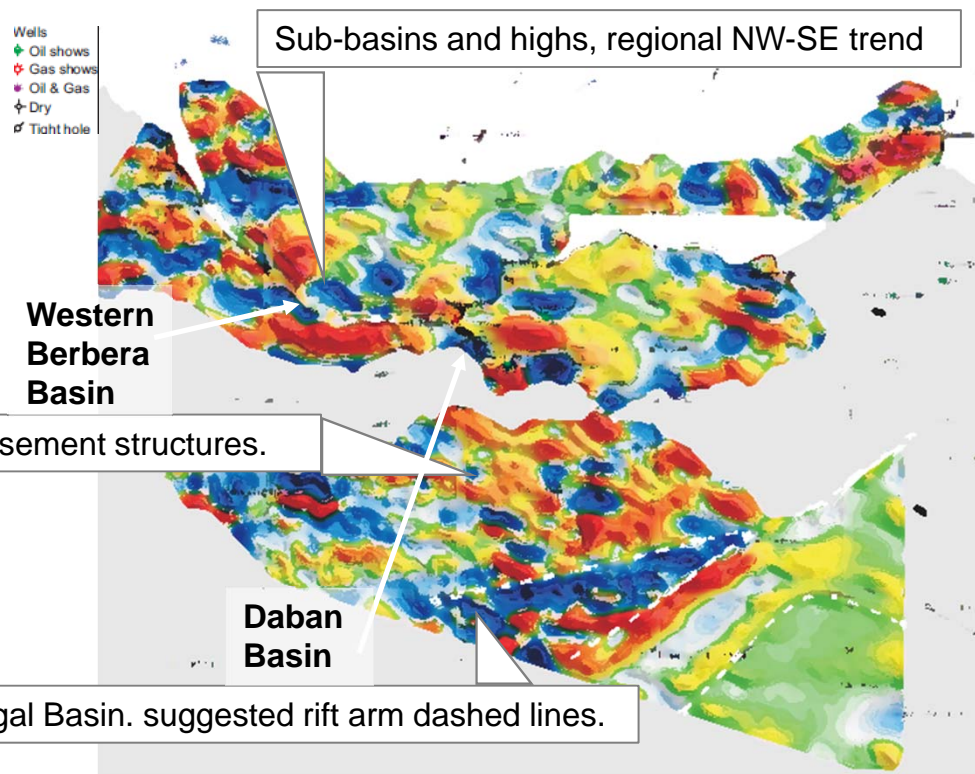 Wells
Oil shows
Gas shows
Oil & Gas
Dry
Tight hole
Sub-basins and highs, regional NW-SE trend
Western
Berbera
Basin
sement structures.
Daban
Basin
gal Basin. suggested rift arm dashed lines.